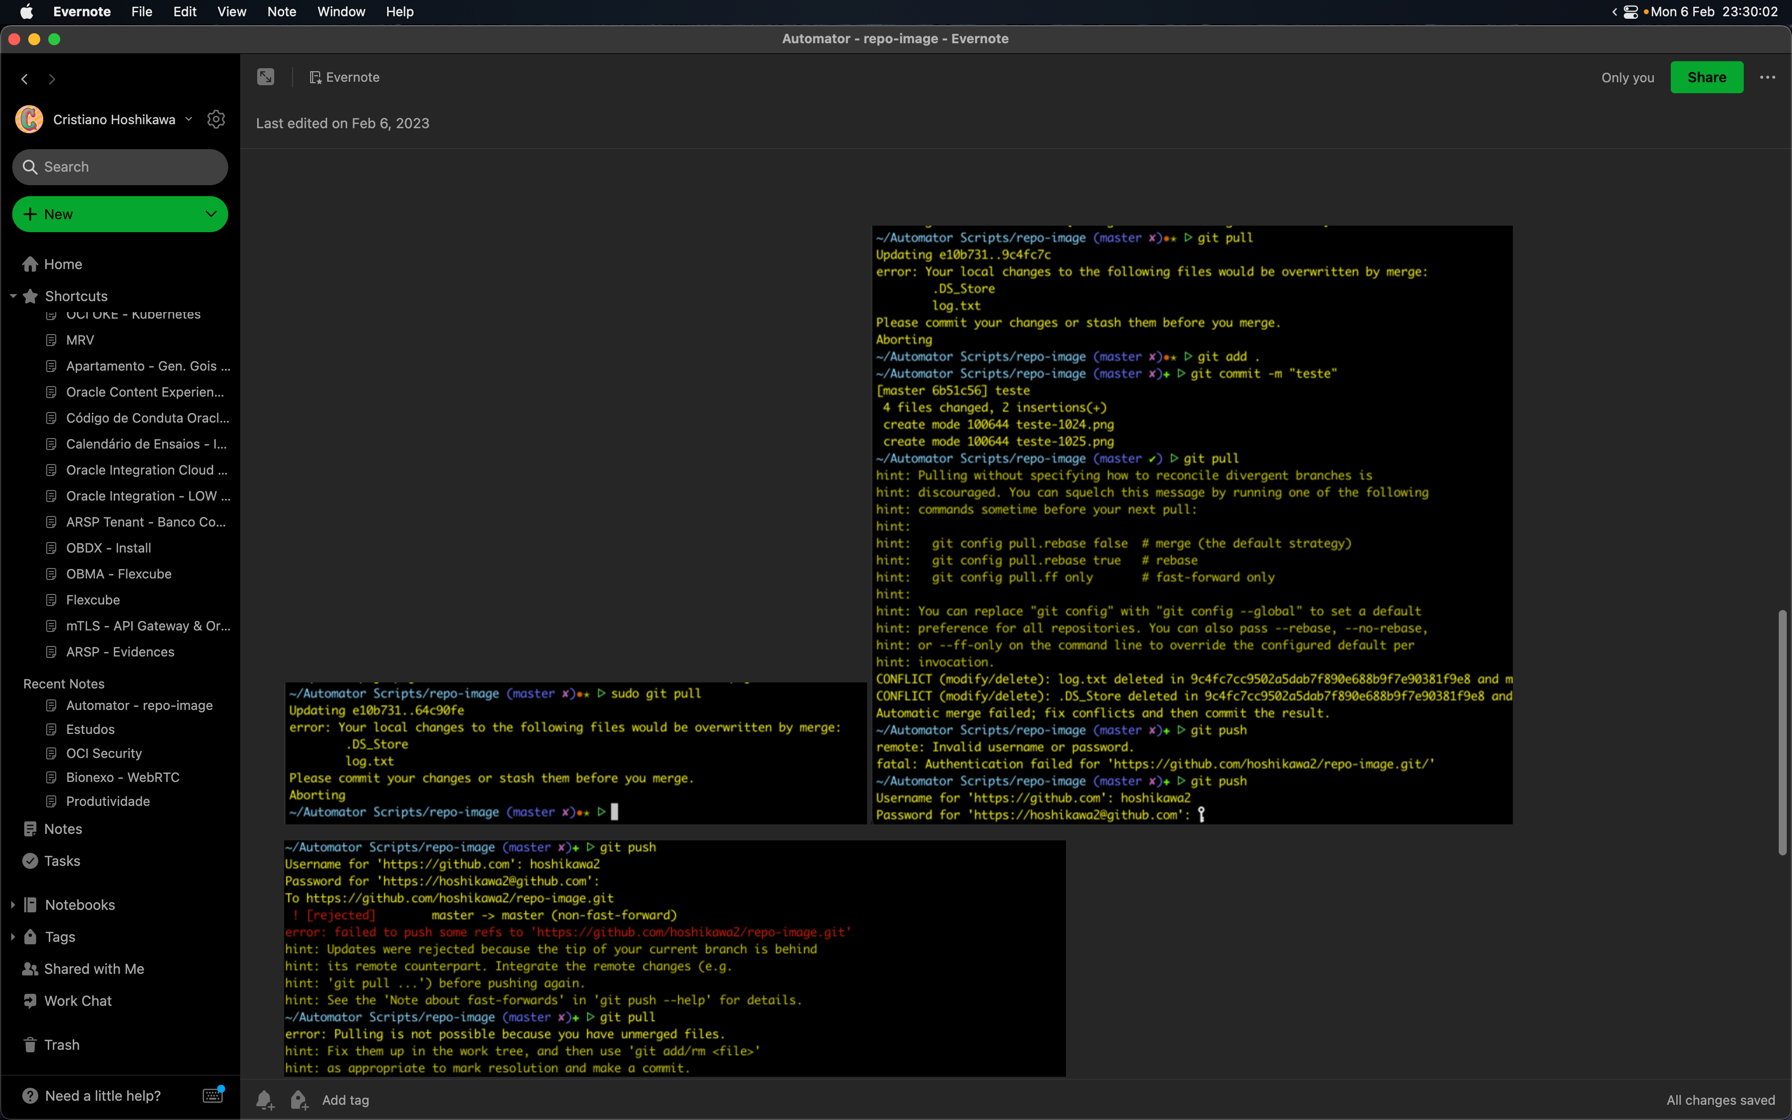 Evernote File Edit View Note Window Help
Mon 6 Feb 23:30:02
Automator - repo-image - Evernote
Evernote
Only you
Share
Last edited on Feb 6, 2023
Cristiano Hoshikawa
Search
New
Home
Shortcuts
OCI OKE - Kubernetes
MRV
Apartamento - Gen. Gois ...
Oracle Content Experien...
Código de Conduta Oracl...
Calendário de Ensaios - I...
Oracle Integration Cloud ...
Oracle Integration - LOW ...
ARSP Tenant - Banco Co...
OBDX - Install
OBMA - Flexcube
Flexcube
mTLS - API Gateway & Or...
ARSP - Evidences
Recent Notes
Automator - repo-image
Estudos
OCI Security
Bionexo - WebRTC
Produtividade
Notes
Tasks
Notebooks
Tags
Shared with Me
Work Chat
Trash
Need a little help?
~/Automator Scripts/repo-image (master ✘)✹✭ ▷ git pull
Updating e10b731..9c4fc7c
error: Your local changes to the following files would be overwritten by merge:
.DS_Store
log.txt
Please commit your changes or stash them before you merge.
Aborting
~/Automator Scripts/repo-image (master ✘)✹✭ ▷ git add .
~/Automator Scripts/repo-image (master ✘)✚ ▷ git commit -m "teste"
[master 6b51c56] teste
4 files changed, 2 insertions(+)
create mode 100644 teste-1024.png
create mode 100644 teste-1025.png
~/Automator Scripts/repo-image (master ✔) ▷ git pull
hint: Pulling without specifying how to reconcile divergent branches is
hint: discouraged. You can squelch this message by running one of the following
hint: commands sometime before your next pull:
hint:
hint: git config pull.rebase false # merge (the default strategy)
hint: git config pull.rebase true # rebase
hint: git config pull.ff only # fast-forward only
hint:
hint: You can replace "git config" with "git config --global" to set a default
hint: preference for all repositories. You can also pass --rebase, --no-rebase,
hint: or --ff-only on the command line to override the configured default per
hint: invocation.
CONFLICT (modify/delete): log.txt deleted in 9c4fc7cc9502a5dab7f890e688b9f7e90381f9e8 and m
CONFLICT (modify/delete): .DS_Store deleted in 9c4fc7cc9502a5dab7f890e688b9f7e90381f9e8 and
Automatic merge failed; fix conflicts and then commit the result.
~/Automator Scripts/repo-image (master ✘)✚ ▷ git push
remote: Invalid username or password.
fatal: Authentication failed for 'https://github.com/hoshikawa2/repo-image.git/'
~/Automator Scripts/repo-image (master ✘)✚ ▷ git push
Username for 'https://github.com': hoshikawa2
Password for 'https://hoshikawa2@github.com':
~/Automator Scripts/repo-image (master ✘)✹✭ ▷ sudo git pull
Updating e10b731..64c90fe
error: Your local changes to the following files would be overwritten by merge:
.DS_Store
log.txt
Please commit your changes or stash them before you merge.
Aborting
~/Automator Scripts/repo-image (master ✘)✹✭ ▷
~/Automator Scripts/repo-image (master ✘)✚ ▷ git push
Username for 'https://github.com': hoshikawa2
Password for 'https://hoshikawa2@github.com':
To https://github.com/hoshikawa2/repo-image.git
! [rejected] master -> master (non-fast-forward)
error: failed to push some refs to 'https://github.com/hoshikawa2/repo-image.git'
hint: Updates were rejected because the tip of your current branch is behind
hint: its remote counterpart. Integrate the remote changes (e.g.
hint: 'git pull ...') before pushing again.
hint: See the 'Note about fast-forwards' in 'git push --help' for details.
~/Automator Scripts/repo-image (master ✘)✚ ▷ git pull
error: Pulling is not possible because you have unmerged files.
hint: Fix them up in the work tree, and then use 'git add/rm <file>'
hint: as appropriate to mark resolution and make a commit.
Add tag
All changes saved